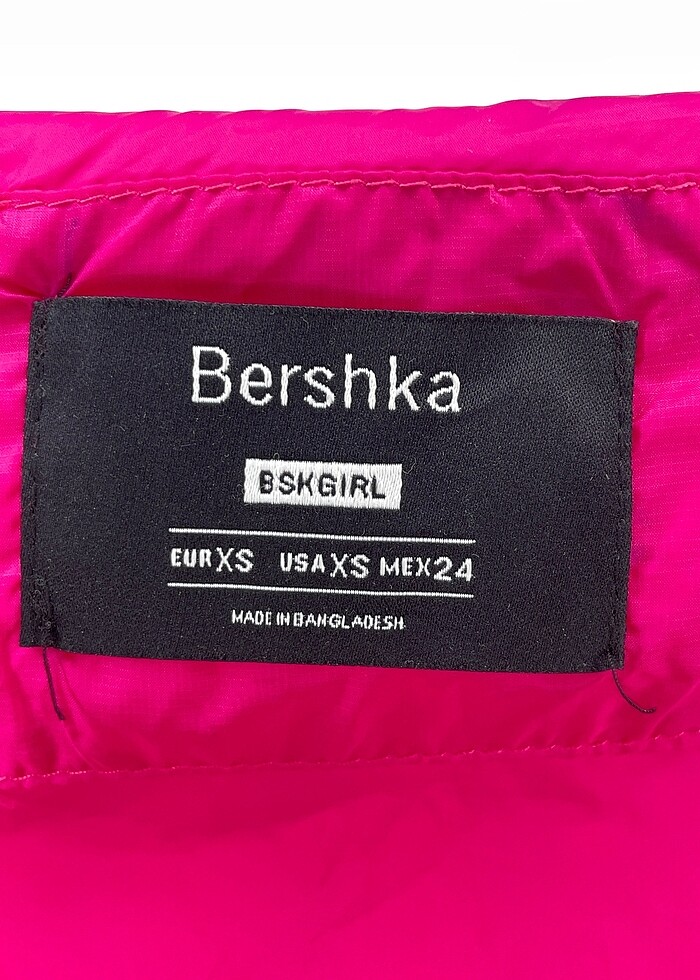 Bershka
BSKGIRL
EUR XS USA XS MEX 24
MADE IN BANGLADESH